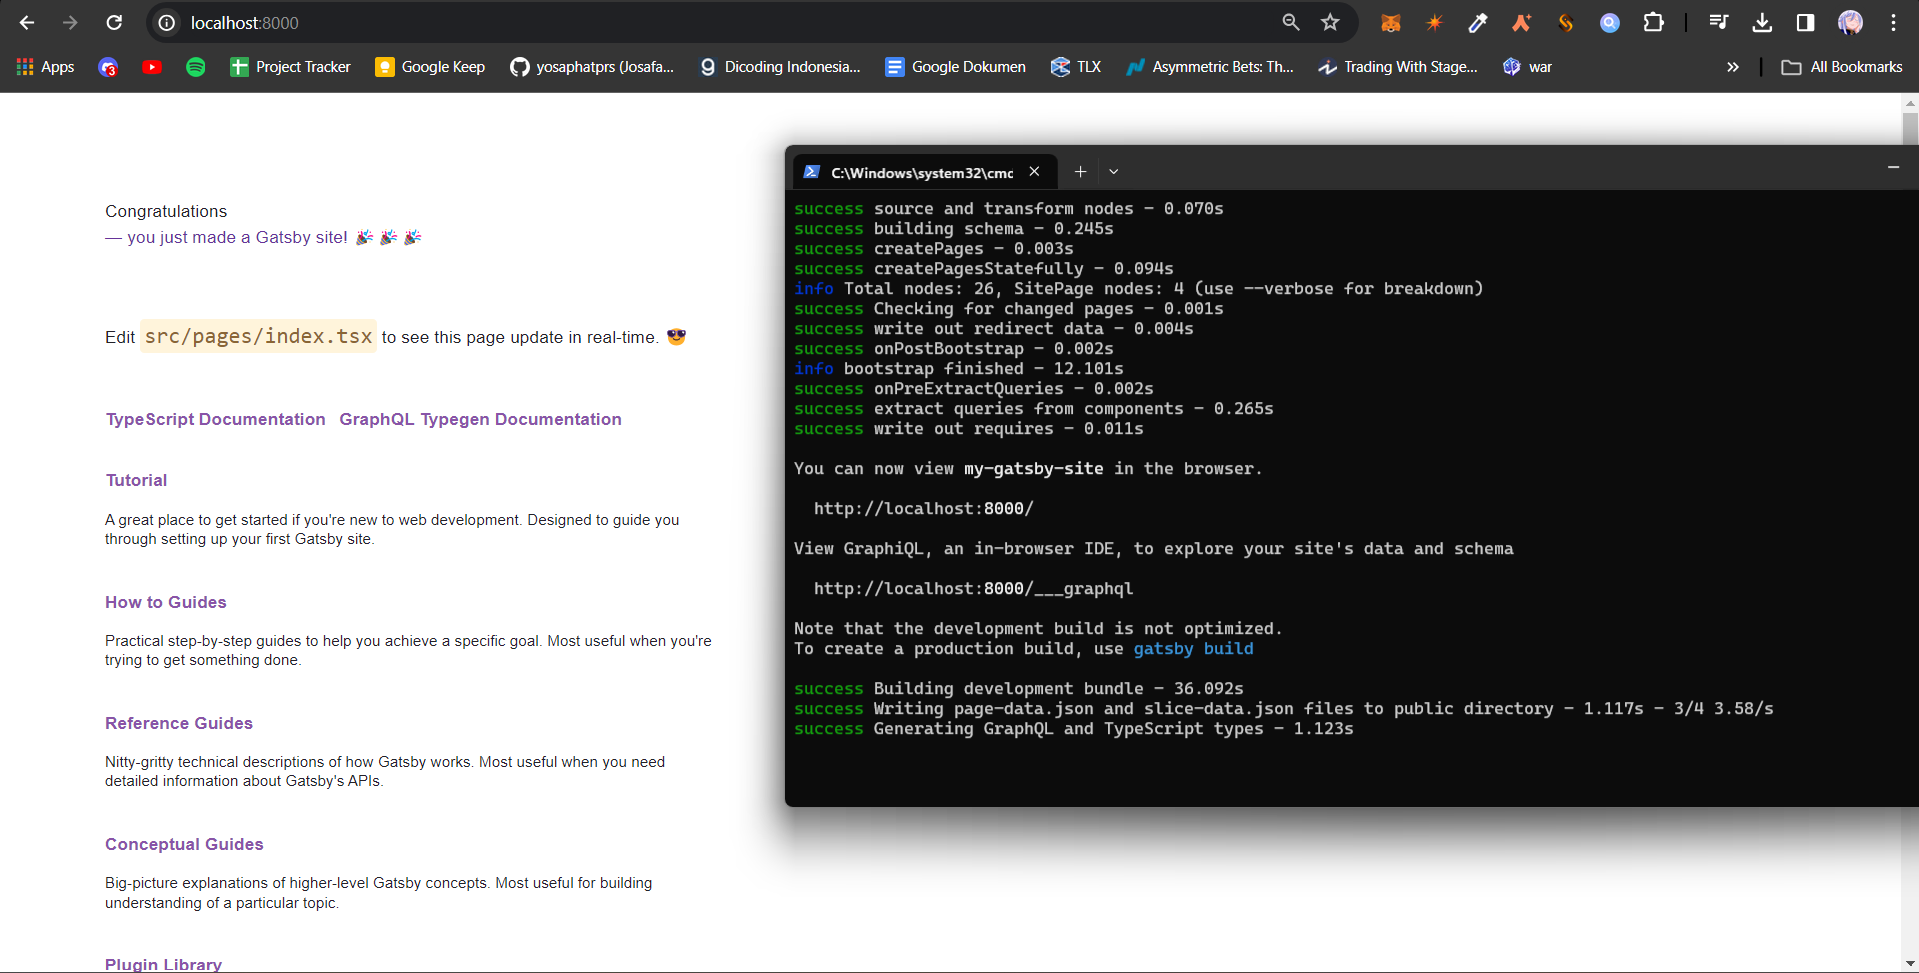 localhost:8000
Apps
3
Project Tracker
Google Keep
yosaphatprs (Josafa...
Dicoding Indonesia...
Google Dokumen
TLX
Asymmetric Bets: Th...
Trading With Stage...
war
All Bookmarks
Congratulations
— you just made a Gatsby site! 🎉 🎉 🎉
Edit src/pages/index.tsx to see this page update in real-time. 😎
TypeScript Documentation GraphQL Typegen Documentation
Tutorial
A great place to get started if you're new to web development. Designed to guide you
through setting up your first Gatsby site.
How to Guides
Practical step-by-step guides to help you achieve a specific goal. Most useful when you're
trying to get something done.
Reference Guides
Nitty-gritty technical descriptions of how Gatsby works. Most useful when you need
detailed information about Gatsby's APIs.
Conceptual Guides
Big-picture explanations of higher-level Gatsby concepts. Most useful for building
understanding of a particular topic.
Plugin Library
C:\Windows\system32\cmd
success source and transform nodes - 0.070s
success building schema - 0.245s
success createPages - 0.003s
success createPagesStatefully - 0.094s
info Total nodes: 26, SitePage nodes: 4 (use --verbose for breakdown)
success Checking for changed pages - 0.001s
success write out redirect data - 0.004s
success onPostBootstrap - 0.002s
info bootstrap finished - 12.101s
success onPreExtractQueries - 0.002s
success extract queries from components - 0.265s
success write out requires - 0.011s
You can now view my-gatsby-site in the browser.
http://localhost:8000/
View GraphiQL, an in-browser IDE, to explore your site's data and schema
http://localhost:8000/___graphql
Note that the development build is not optimized.
To create a production build, use gatsby build
success Building development bundle - 36.092s
success Writing page-data.json and slice-data.json files to public directory - 1.117s - 3/4 3.58/s
success Generating GraphQL and TypeScript types - 1.123s